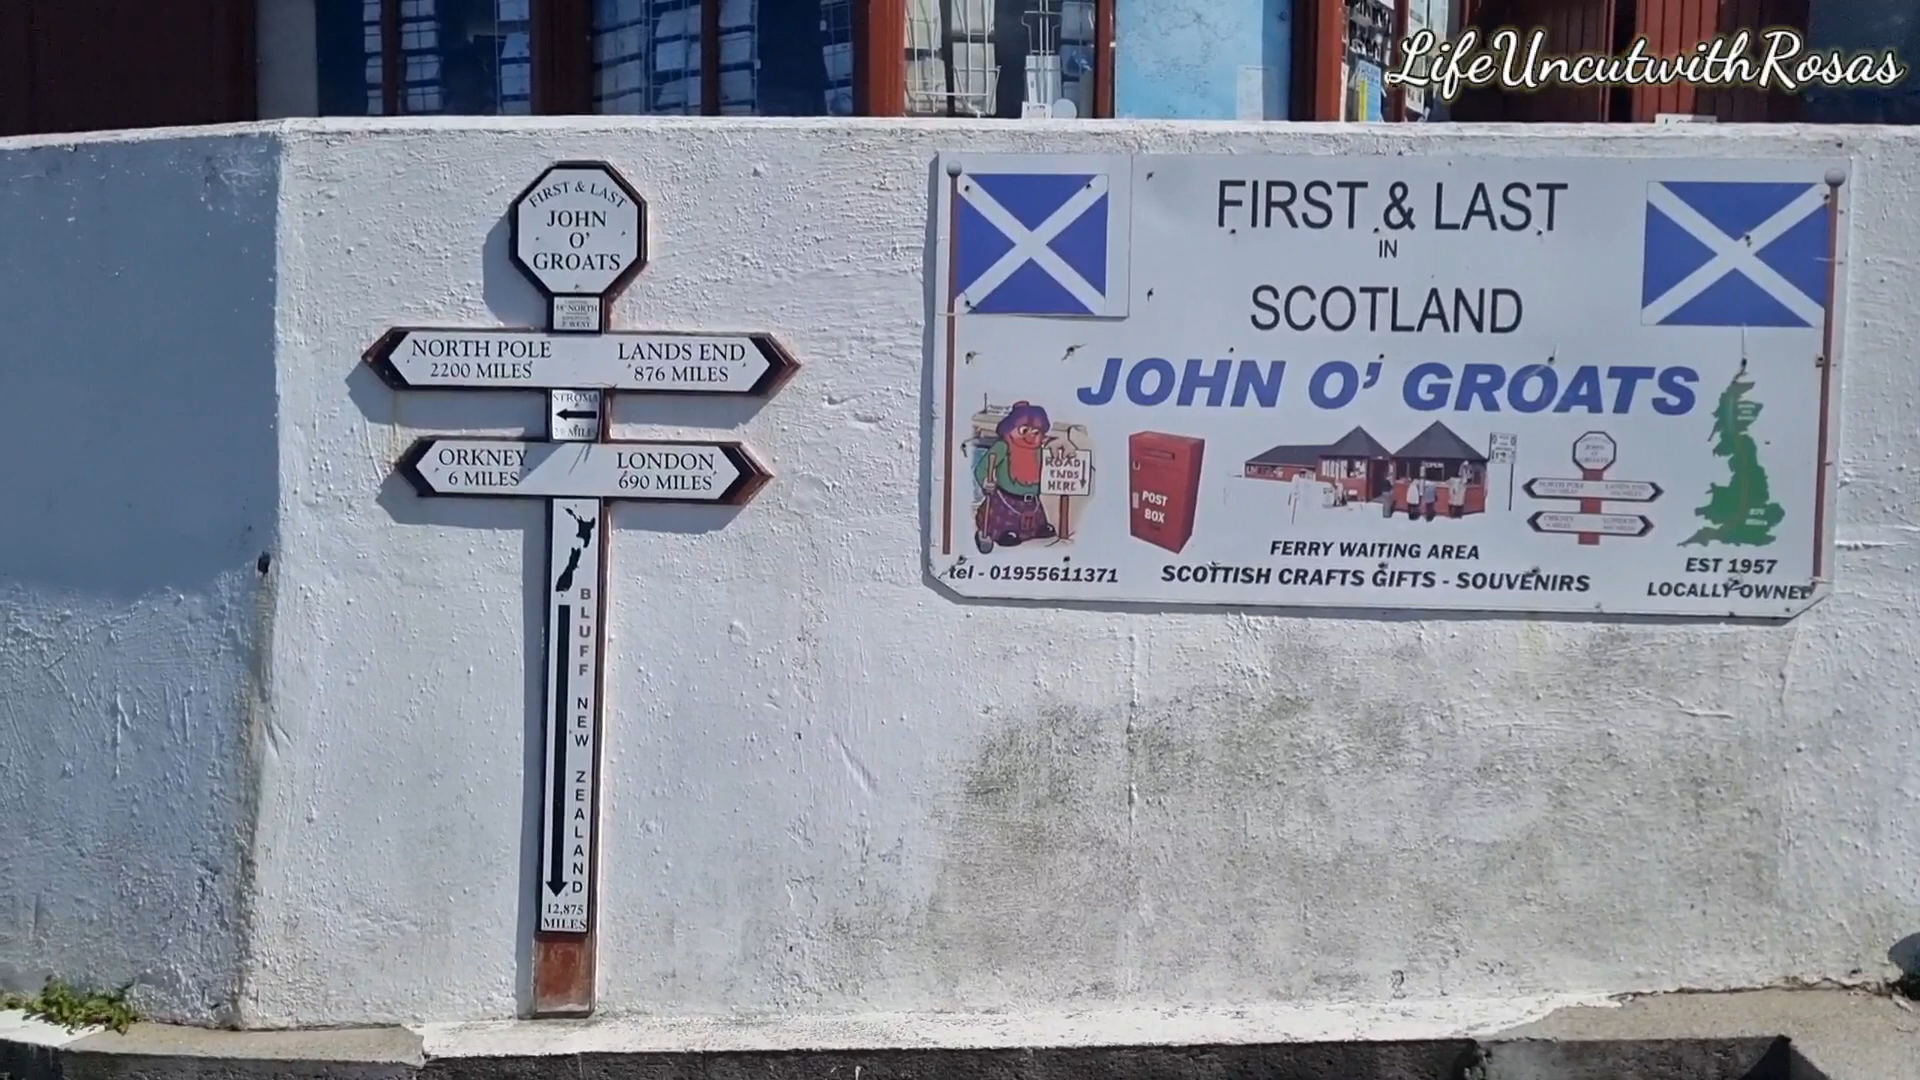 LifeUncutwithRosas
FIRST & LAST
JOHN
O'
GROATS
NORTH POLE
2200 MILES
LANDS END
876 MILES
STROMA
ORKNEY
6 MILES
LONDON
690 MILES
BLUFF NEW ZEALAND
12,875
MILES
FIRST & LAST
IN
SCOTLAND
JOHN O' GROATS
ROAD
ENDS
HERE
POST
BOX
FERRY WAITING AREA
SCOTTISH CRAFTS GIFTS - SOUVENIRS
tel - 01955611371
EST 1957
LOCALLY OWNED